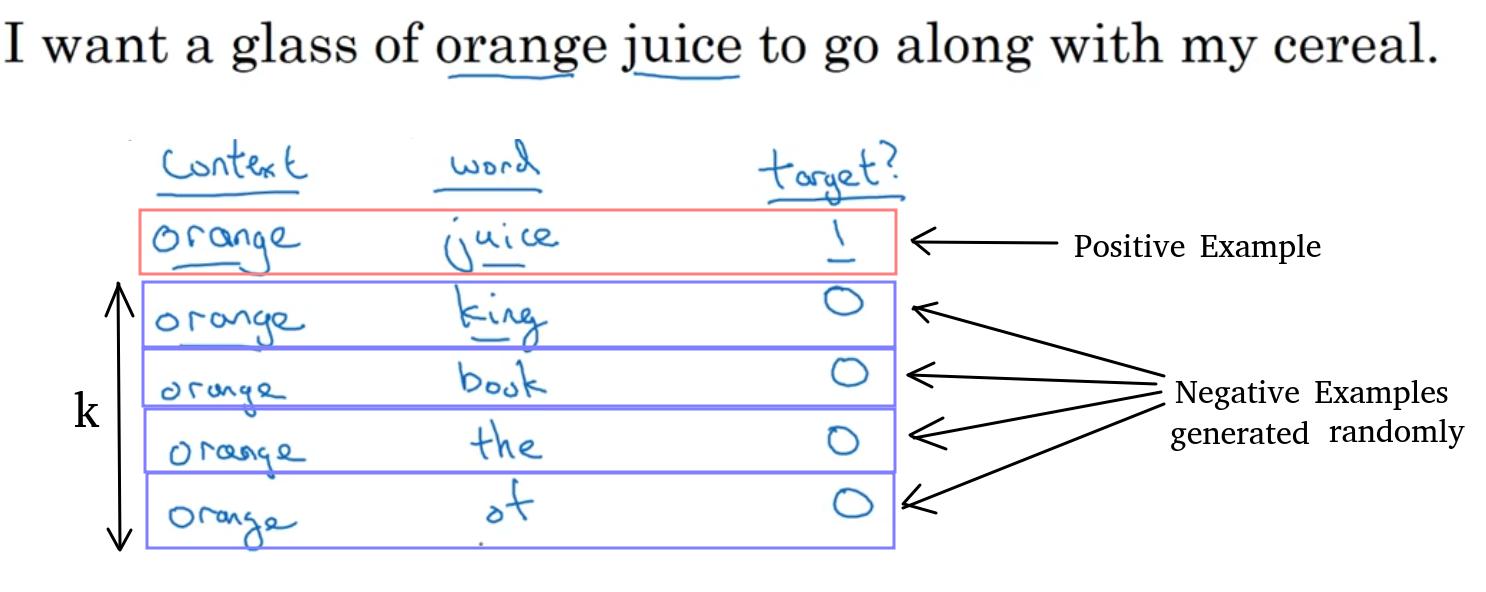 I want a glass of orange juice to go along with my cereal.
context word target?
orange juice 1 Positive Example
orange king 0
orange book 0
k Negative Examples
generated randomly
orange the 0
orange of 0